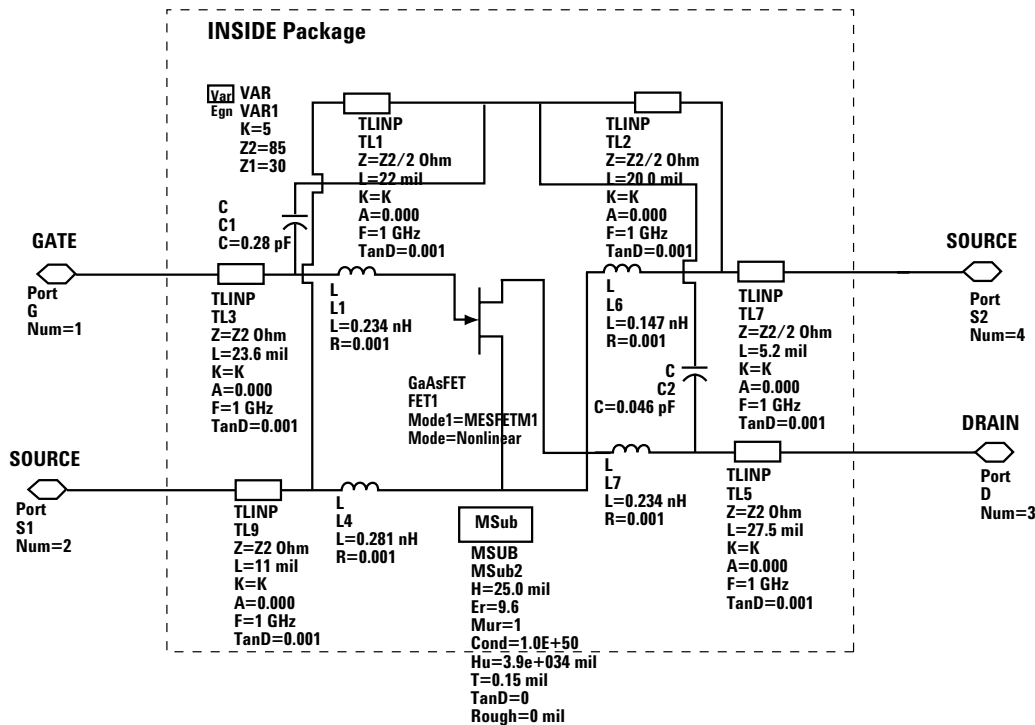 INSIDE Package
Var VAR
Egn VAR1
K=5
Z2=85
Z1=30
TLINP
TL1
Z=Z2/2 Ohm
L=22 mil
K=K
A=0.000
F=1 GHz
TanD=0.001
TLINP
TL2
Z=Z2/2 Ohm
L=20 0 mil
K=K
A=0.000
F=1 GHz
TanD=0.001
C
C1
C=0.28 pF
GATE
Port
G
Num=1
TLINP
TL3
Z=Z2 Ohm
L=23.6 mil
K=K
A=0.000
F=1 GHz
TanD=0.001
L
L1
L=0.234 nH
R=0.001
GaAsFET
FET1
Mode1=MESFETM1
Mode=Nonlinear
L
L6
L=0.147 nH
R=0.001
C
C2
C=0.046 pF
TLINP
TL7
Z=Z2/2 Ohm
L=5.2 mil
K=K
A=0.000
F=1 GHz
TanD=0.001
SOURCE
Port
S2
Num=4
SOURCE
Port
S1
Num=2
TLINP
TL9
Z=Z2 Ohm
L=11 mil
K=K
A=0.000
F=1 GHz
TanD=0.001
L
L4
L=0.281 nH
R=0.001
MSub
MSUB
MSub2
H=25.0 mil
Er=9.6
Mur=1
Cond=1.0E+50
Hu=3.9e+034 mil
T=0.15 mil
TanD=0
Rough=0 mil
L
L7
L=0.234 nH
R=0.001
TLINP
TL5
Z=Z2 Ohm
L=27.5 mil
K=K
A=0.000
F=1 GHz
TanD=0.001
DRAIN
Port
D
Num=3